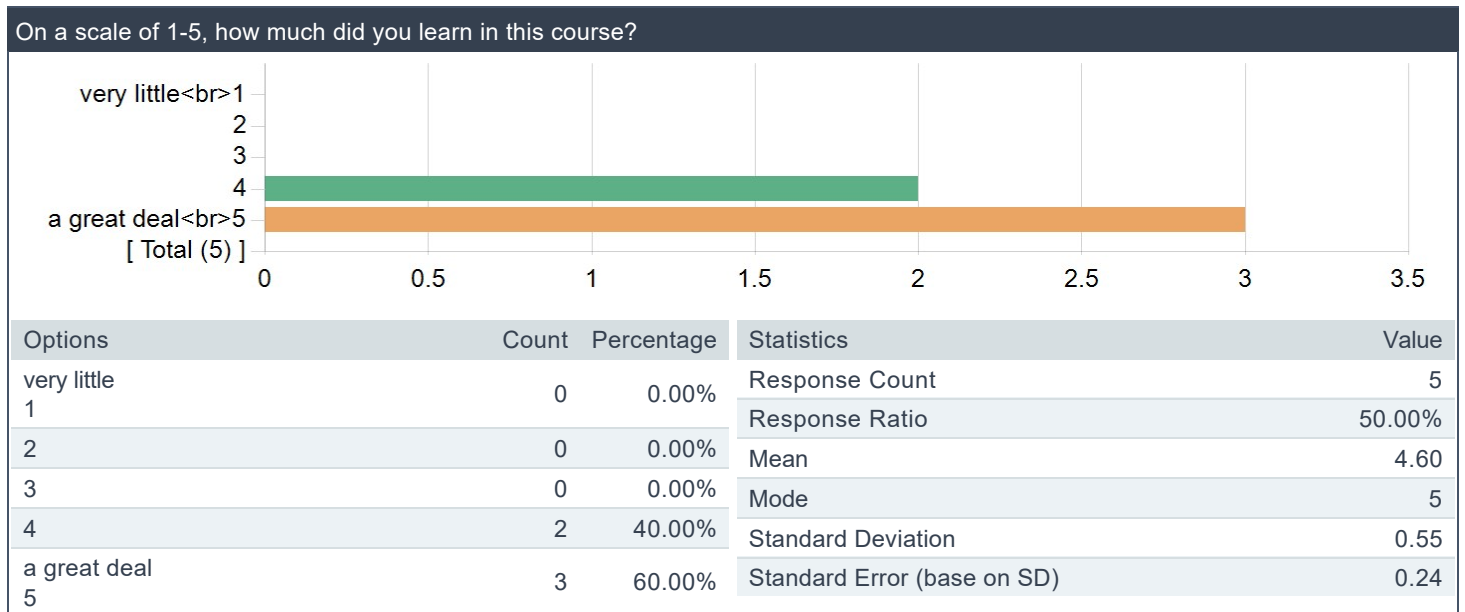 On a scale of 1-5, how much did you learn in this course?
very little<br>1
2
3
4
a great deal<br>5
[ Total (5) ]
0 0.5 1 1.5 2 2.5 3 3.5
Options Count Percentage
very little
1 0 0.00%
2 0 0.00%
3 0 0.00%
4 2 40.00%
a great deal
5 3 60.00%
Statistics Value
Response Count 5
Response Ratio 50.00%
Mean 4.60
Mode 5
Standard Deviation 0.55
Standard Error (base on SD) 0.24